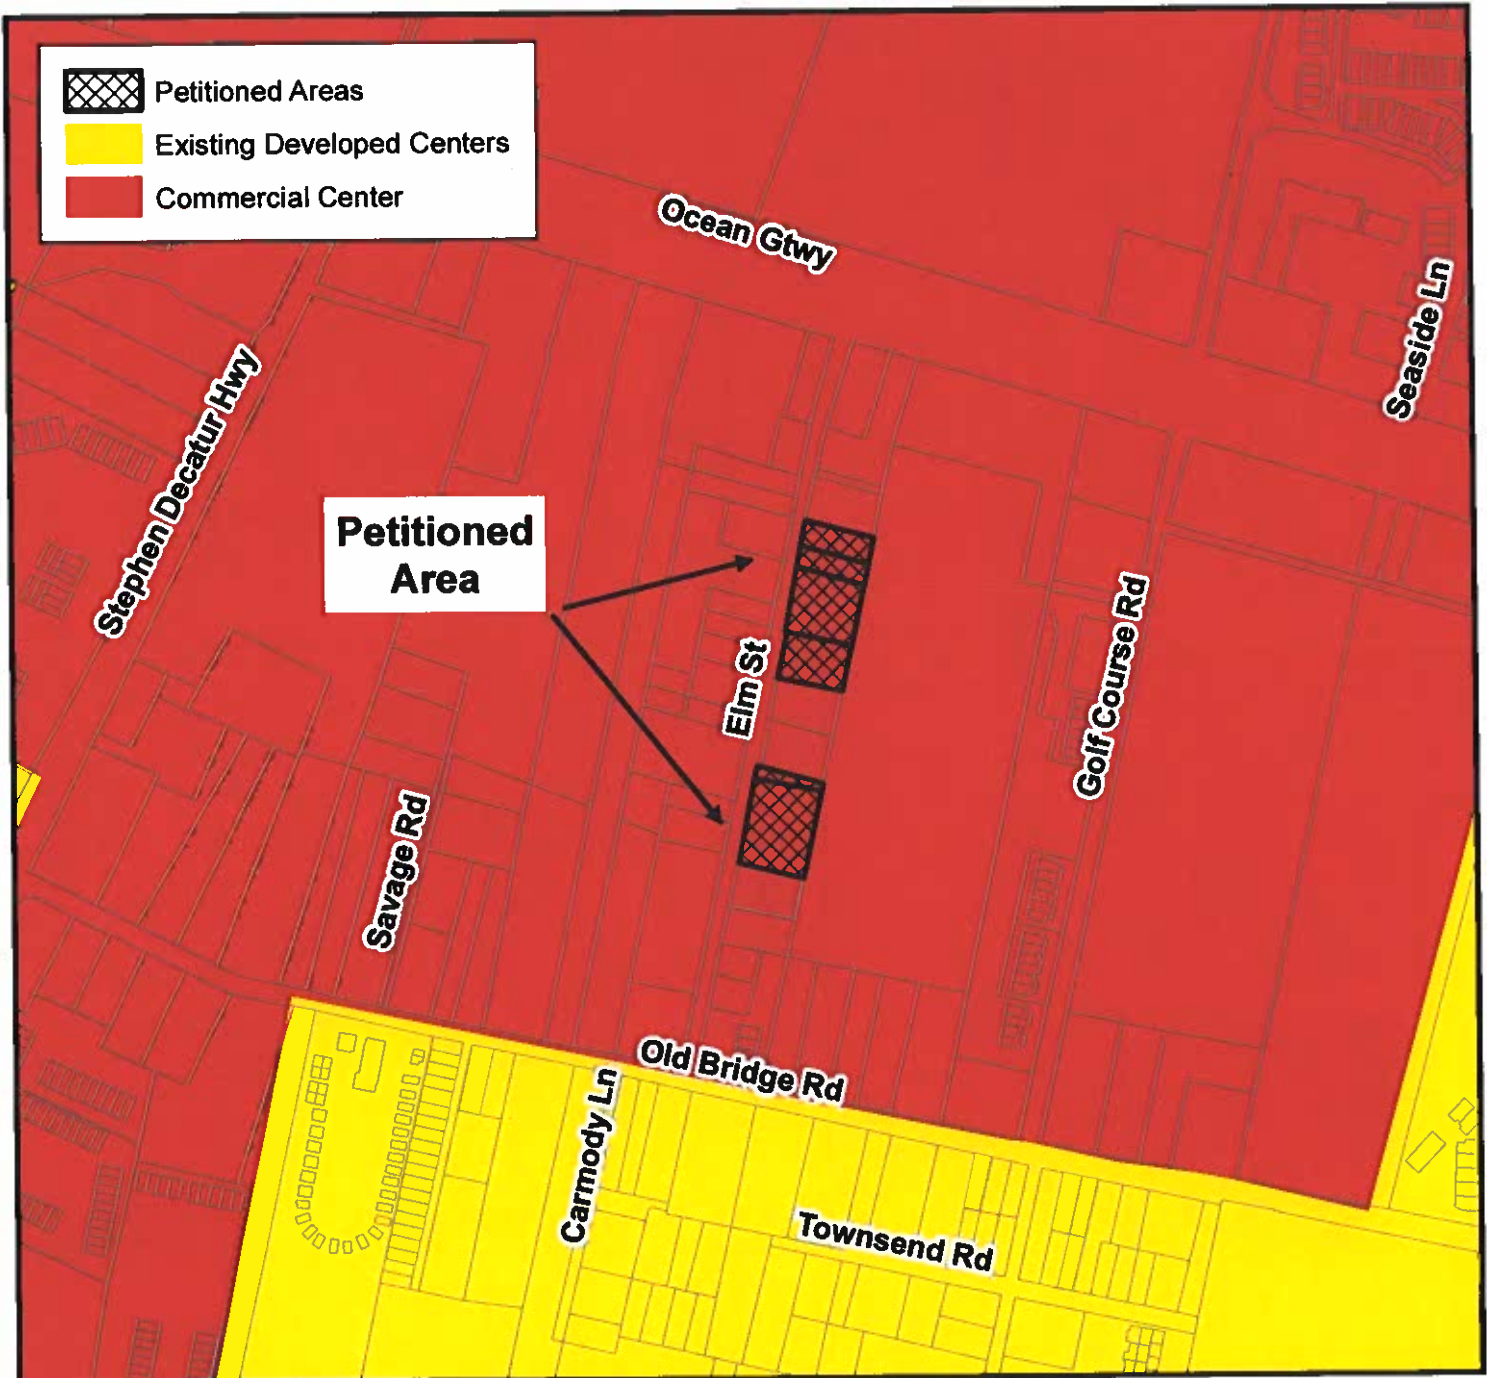 Petitioned Areas
Existing Developed Centers
Commercial Center
Ocean Gtwy
Seaside Ln
Stephen Decatur Hwy
Petitioned
Area
Elm St
Golf Course Rd
Savage Rd
Old Bridge Rd
Carmody Ln
Townsend Rd